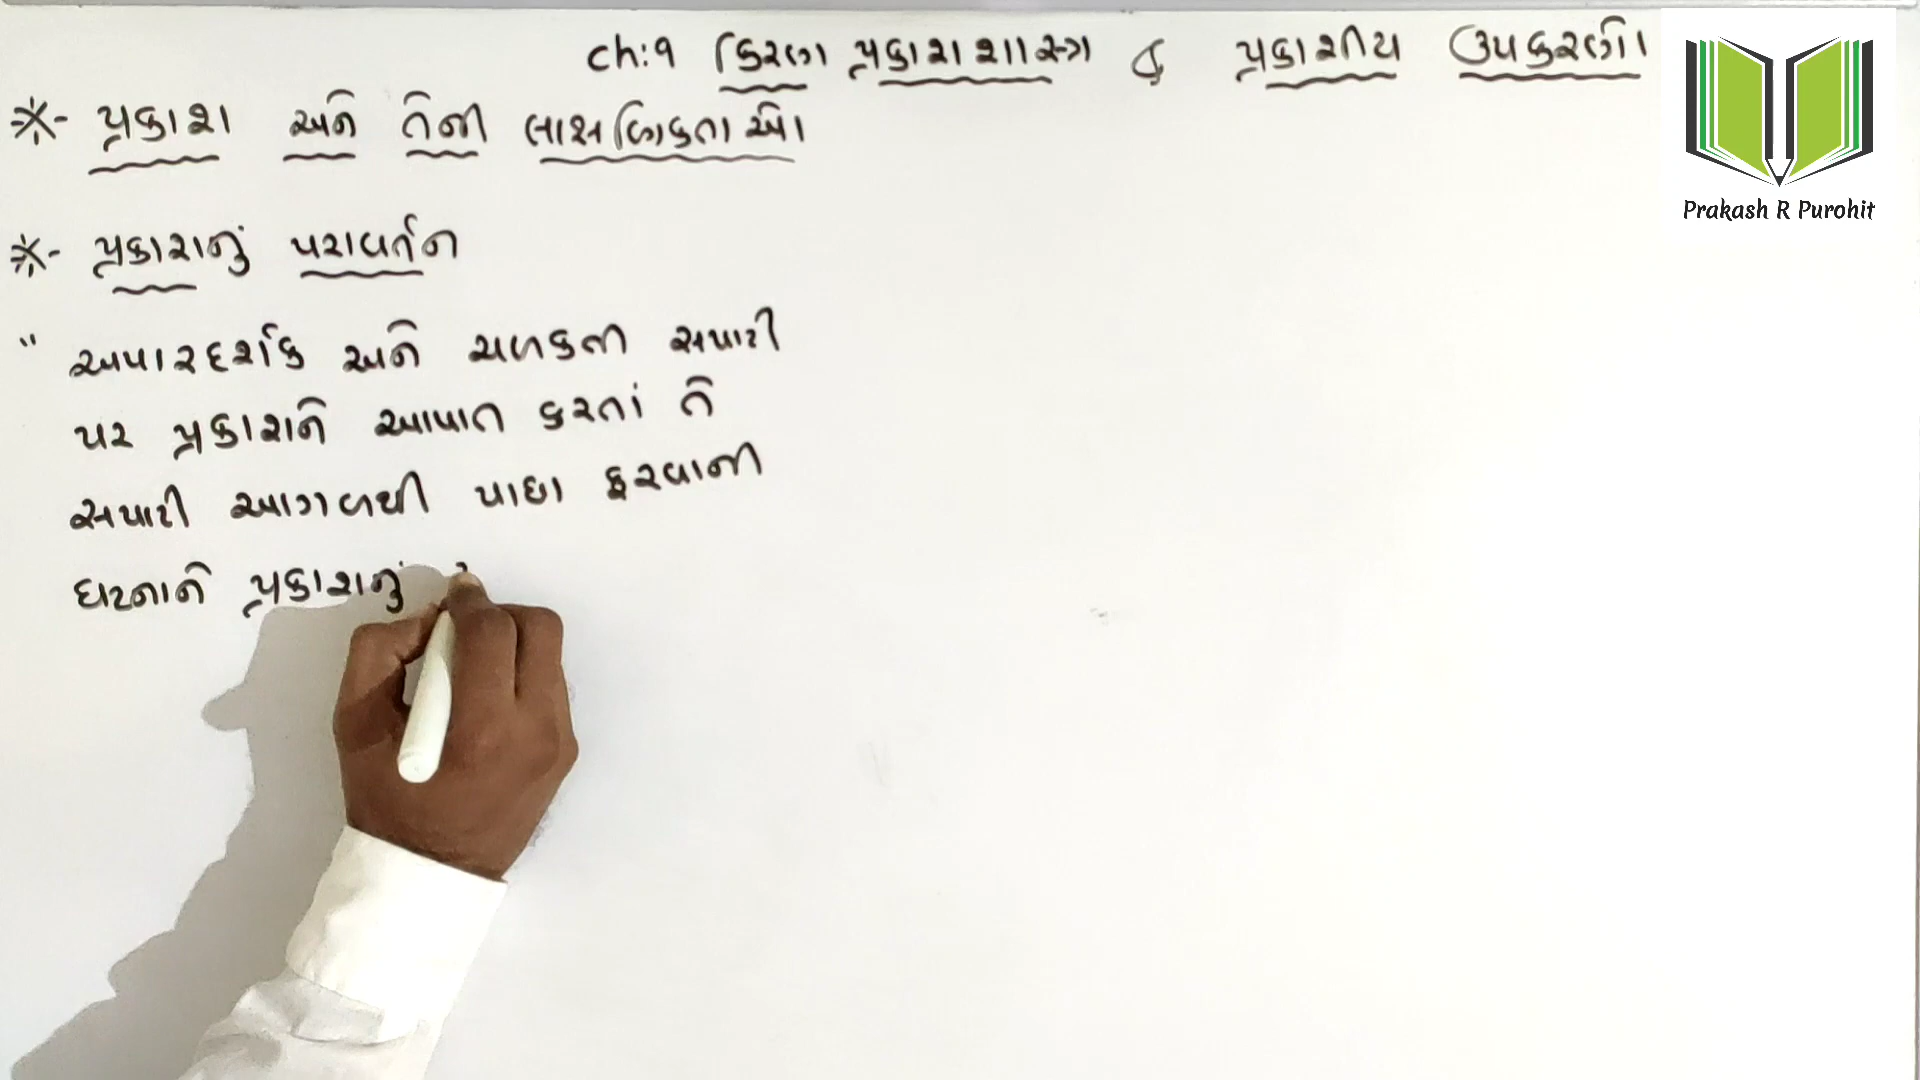 ch:૧ કિરણ પ્રકાશશાસ્ત્ર & પ્રકાશીય ઉપકરણો
* પ્રકાશ અને તેની લાક્ષણિકતાઓ
* પ્રકાશનું પરાવર્તન
" અપારદર્શક અને ચળકતી સપાટી
પર પ્રકાશને આપાત કરતાં તે
સપાટી આગળથી પાછા ફરવાની
ઘટનાને પ્રકાશનું
Prakash R Purohit